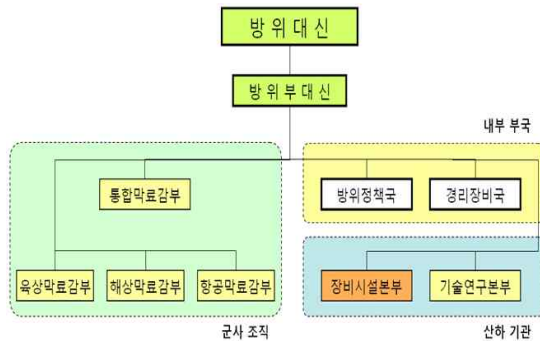 방위대신
방위부대신
내부 부국
통합막료감부
방위정책국
경리장비국
육상막료감부
해상막료감부
항공막료감부
장비시설본부
기술연구본부
군사 조직
산하 기관